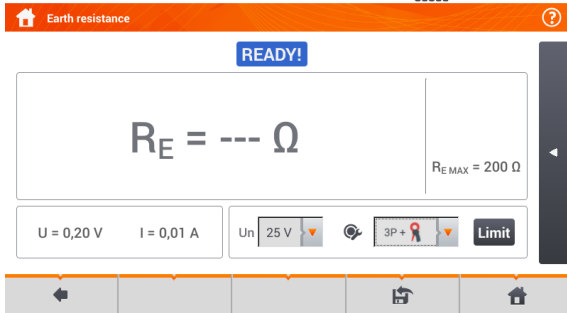 Earth resistance
?
READY!
RE = --- Ω
RE MAX = 200 Ω
U = 0,20 V I = 0,01 A Un 25 V 3P + Limit